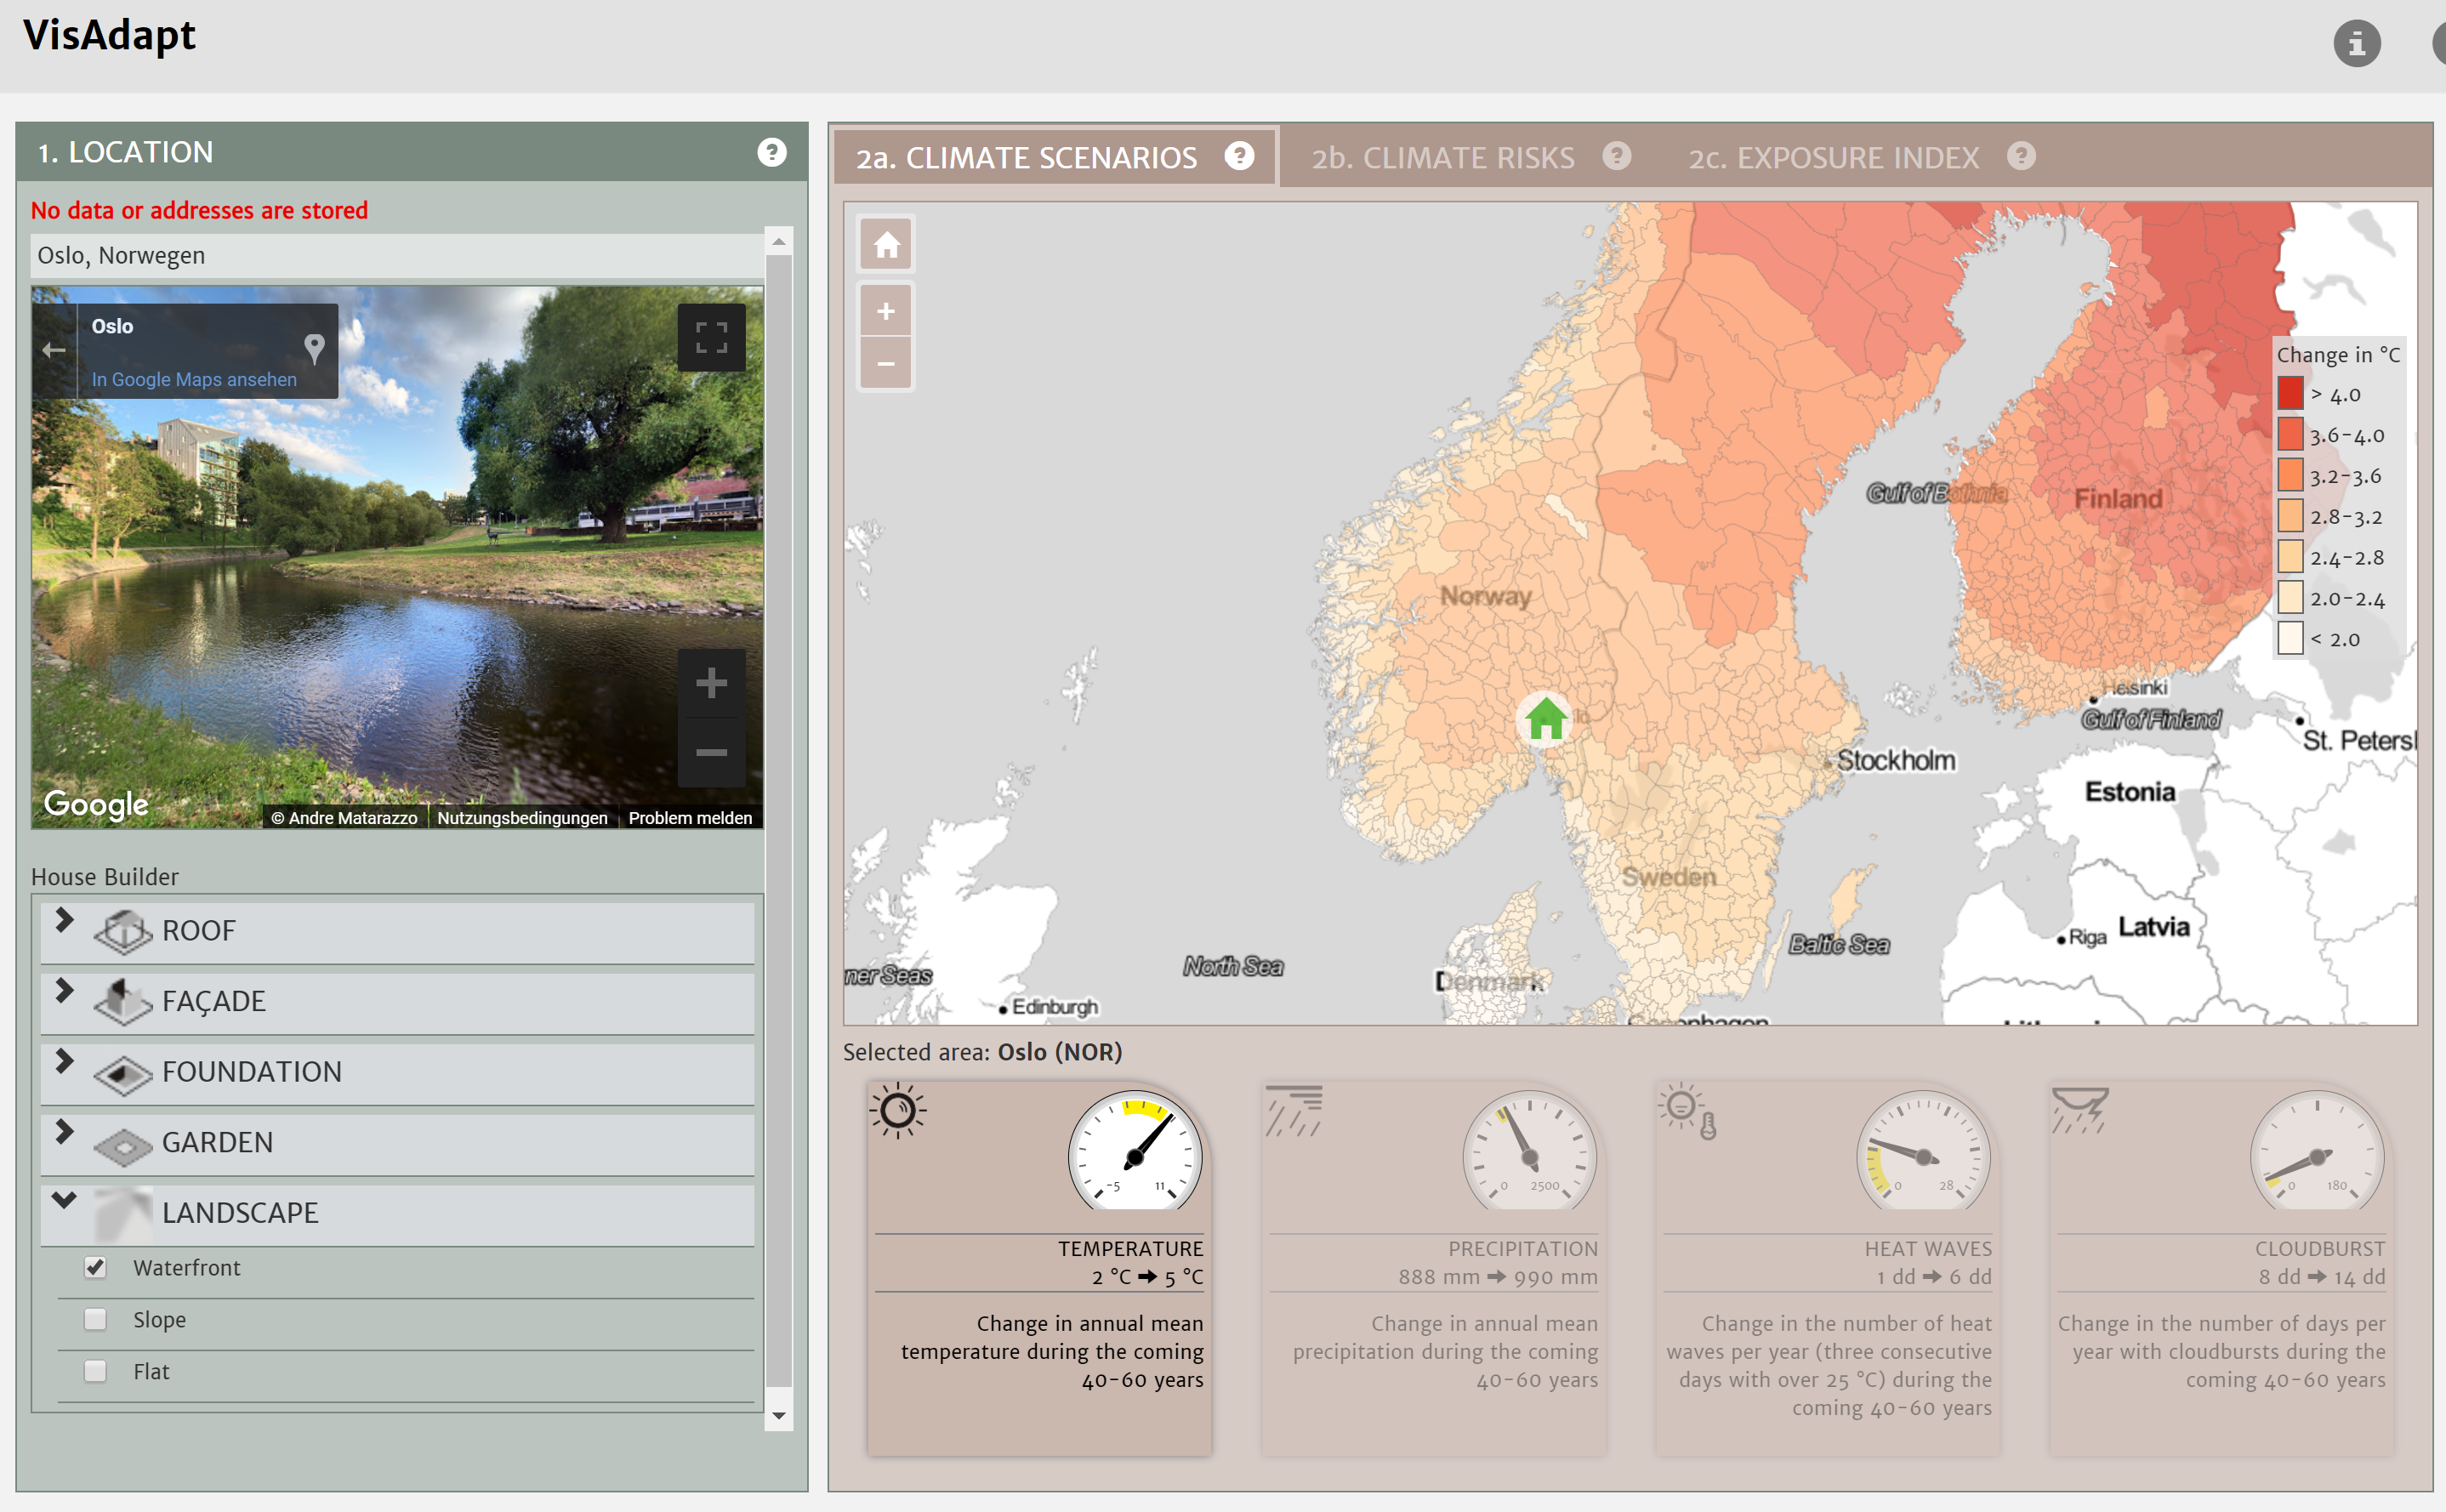 VisAdapt
1. LOCATION
No data or addresses are stored
Oslo, Norwegen
Oslo
In Google Maps ansehen
Google
© Andre Matarazzo
Nutzungsbedingungen
Problem melden
House Builder
ROOF
FAÇADE
FOUNDATION
GARDEN
LANDSCAPE
Waterfront
Slope
Flat
2a. CLIMATE SCENARIOS
2b. CLIMATE RISKS
2c. EXPOSURE INDEX
+
−
Change in °C
> 4.0
3.6-4.0
3.2-3.6
2.8-3.2
2.4-2.8
2.0-2.4
< 2.0
Gulf of Bothnia
Finland
Norway
Helsinki
Gulf of Finland
St. Petersl
Stockholm
Estonia
Sweden
Latvia
Riga
Baltic Sea
North Sea
ner Seas
Denmark
Edinburgh
Selected area: Oslo (NOR)
-5 11
TEMPERATURE
2 °C ➔ 5 °C
Change in annual mean
temperature during the coming
40-60 years
0 2500
PRECIPITATION
888 mm ➔ 990 mm
Change in annual mean
precipitation during the coming
40-60 years
0 28
HEAT WAVES
1 dd ➔ 6 dd
Change in the number of heat
waves per year (three consecutive
days with over 25 °C) during the
coming 40-60 years
0 180
CLOUDBURST
8 dd ➔ 14 dd
Change in the number of days per
year with cloudbursts during the
coming 40-60 years